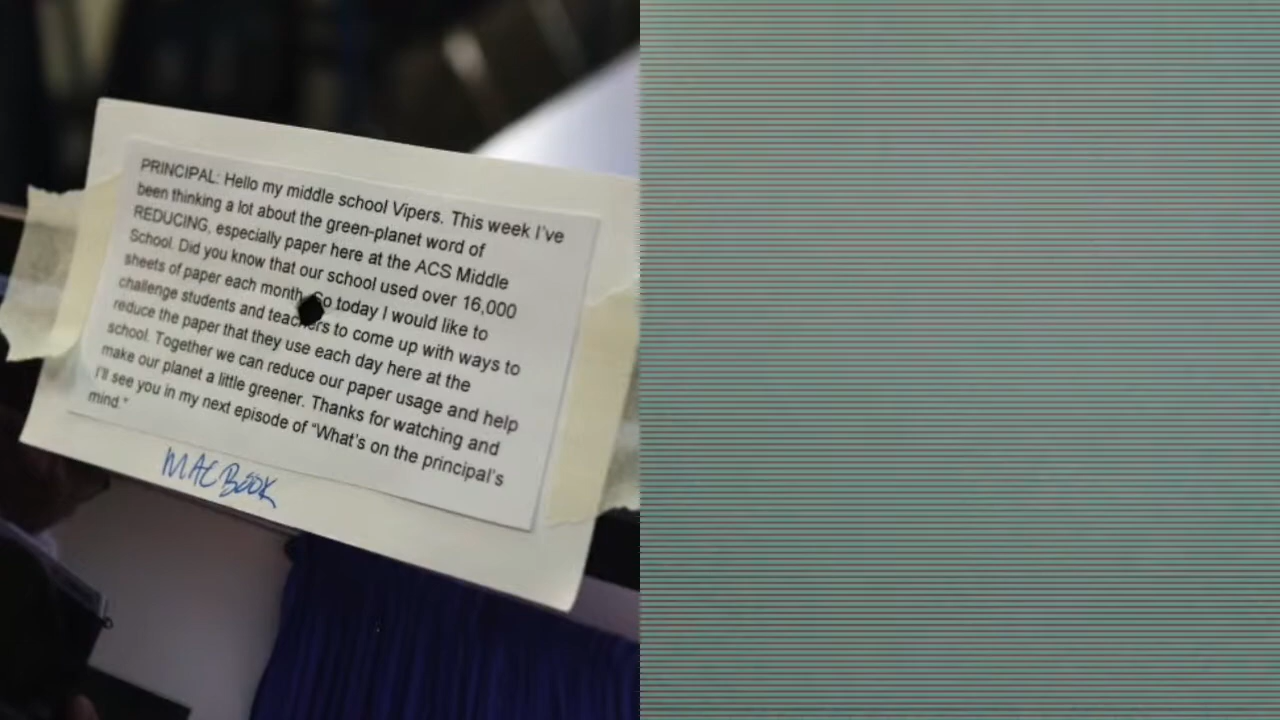 PRINCIPAL: Hello my middle school Vipers. This week I've
been thinking a lot about the green-planet word of
REDUCING, especially paper here at the ACS Middle
School. Did you know that our school used over 16,000
sheets of paper each month. So today I would like to
challenge students and teachers to come up with ways to
reduce the paper that they use each day here at the
school. Together we can reduce our paper usage and help
make our planet a little greener. Thanks for watching and
I'll see you in my next episode of "What's on the principal's
mind."
MACBOOK